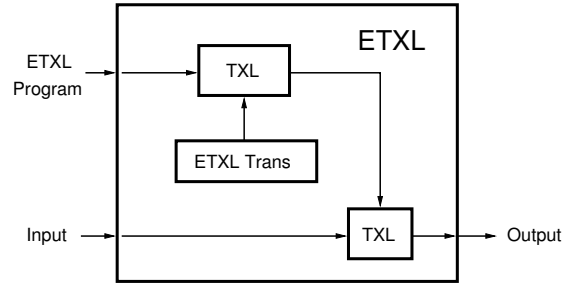 ETXL
ETXL
Program
TXL
ETXL Trans
Input
TXL
Output